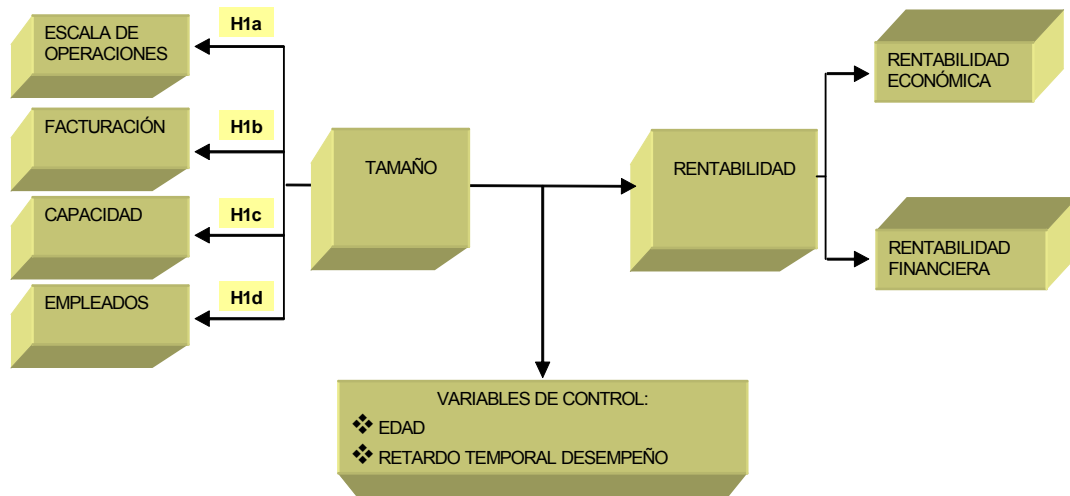 H1a
ESCALA DE
OPERACIONES
H1b
FACTURACIÓN
H1c
CAPACIDAD
H1d
EMPLEADOS
TAMAÑO
RENTABILIDAD
RENTABILIDAD
ECONÓMICA
RENTABILIDAD
FINANCIERA
VARIABLES DE CONTROL:
❖ EDAD
❖ RETARDO TEMPORAL DESEMPEÑO